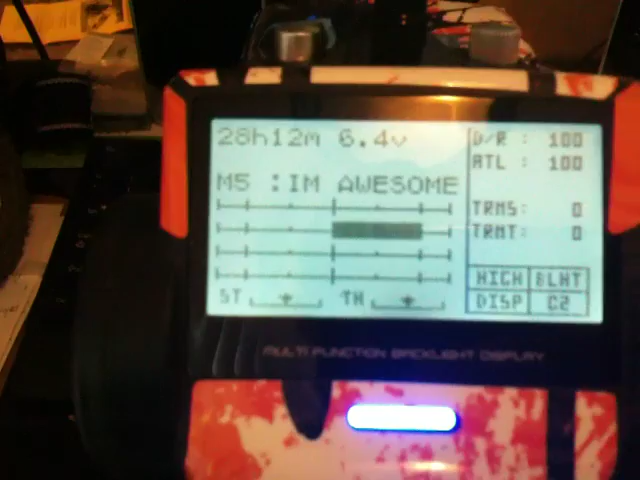 28h12m 6.4v
M5 :IM AWESOME
ST TH
D/R : 100
ATL : 100
TRMS: 0
TRMT: 0
HIGH BLHT
DISP C2
MULTI FUNCTION BACKLIGHT DISPLAY